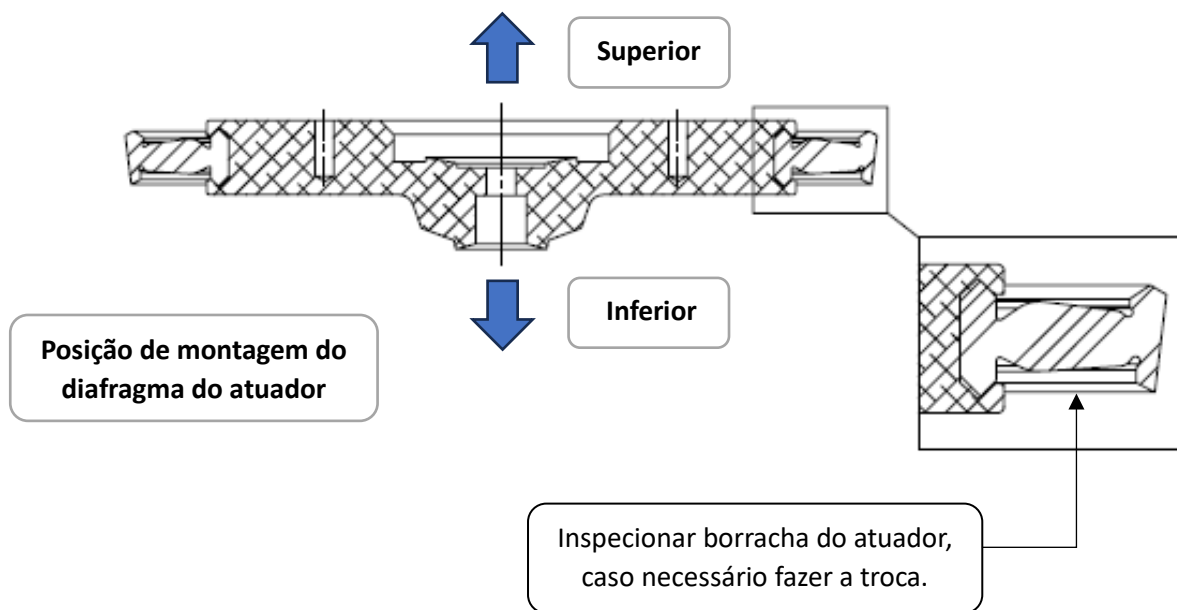 Superior
Inferior
Posição de montagem do
diafragma do atuador
Inspecionar borracha do atuador,
caso necessário fazer a troca.